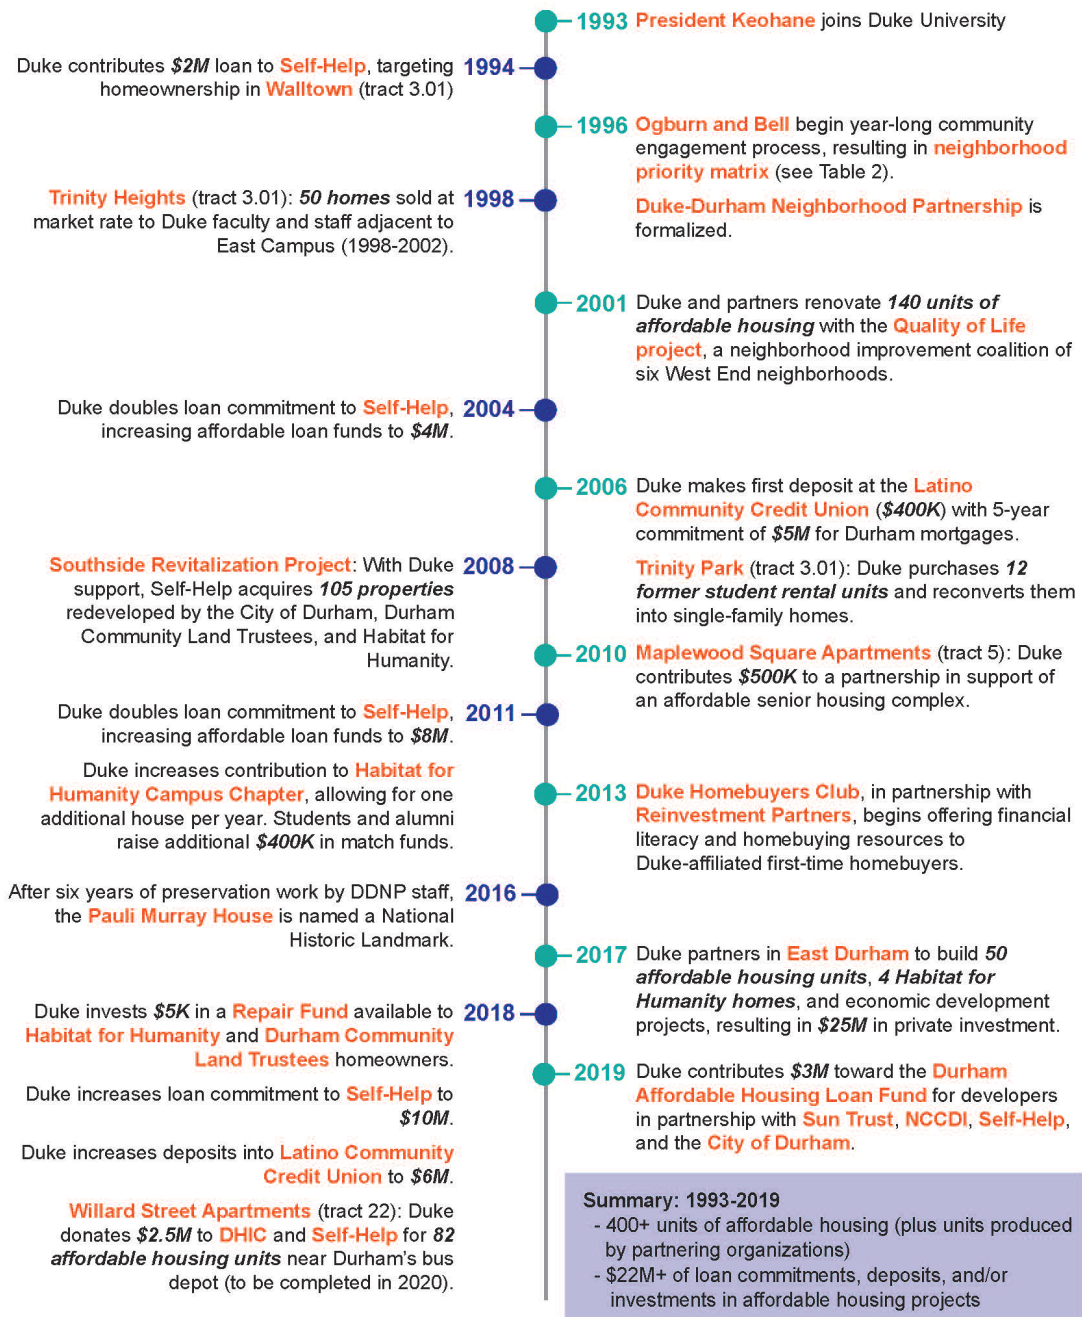 1993 President Keohane joins Duke University
Duke contributes $2M loan to Self-Help, targeting 1994
homeownership in Walltown (tract 3.01)
1996 Ogburn and Bell begin year-long community
engagement process, resulting in neighborhood
priority matrix (see Table 2).
Duke-Durham Neighborhood Partnership is
formalized.
Trinity Heights (tract 3.01): 50 homes sold at 1998
market rate to Duke faculty and staff adjacent to
East Campus (1998-2002).
2001 Duke and partners renovate 140 units of
affordable housing with the Quality of Life
project, a neighborhood improvement coalition of
six West End neighborhoods.
Duke doubles loan commitment to Self-Help, 2004
increasing affordable loan funds to $4M.
2006 Duke makes first deposit at the Latino
Community Credit Union ($400K) with 5-year
commitment of $5M for Durham mortgages.
Trinity Park (tract 3.01): Duke purchases 12
former student rental units and reconverts them
into single-family homes.
Southside Revitalization Project: With Duke 2008
support, Self-Help acquires 105 properties
redeveloped by the City of Durham, Durham
Community Land Trustees, and Habitat for
Humanity.
2010 Maplewood Square Apartments (tract 5): Duke
contributes $500K to a partnership in support of
an affordable senior housing complex.
Duke doubles loan commitment to Self-Help, 2011
increasing affordable loan funds to $8M.
Duke increases contribution to Habitat for
Humanity Campus Chapter, allowing for one
additional house per year. Students and alumni
raise additional $400K in match funds.
2013 Duke Homebuyers Club, in partnership with
Reinvestment Partners, begins offering financial
literacy and homebuying resources to
Duke-affiliated first-time homebuyers.
After six years of preservation work by DDNP staff, 2016
the Pauli Murray House is named a National
Historic Landmark.
2017 Duke partners in East Durham to build 50
affordable housing units, 4 Habitat for
Humanity homes, and economic development
projects, resulting in $25M in private investment.
Duke invests $5K in a Repair Fund available to 2018
Habitat for Humanity and Durham Community
Land Trustees homeowners.
Duke increases loan commitment to Self-Help to
$10M.
Duke increases deposits into Latino Community
Credit Union to $6M.
Willard Street Apartments (tract 22): Duke
donates $2.5M to DHIC and Self-Help for 82
affordable housing units near Durham's bus
depot (to be completed in 2020).
2019 Duke contributes $3M toward the Durham
Affordable Housing Loan Fund for developers
in partnership with Sun Trust, NCCDI, Self-Help,
and the City of Durham.
Summary: 1993-2019
- 400+ units of affordable housing (plus units produced
by partnering organizations)
- $22M+ of loan commitments, deposits, and/or
investments in affordable housing projects